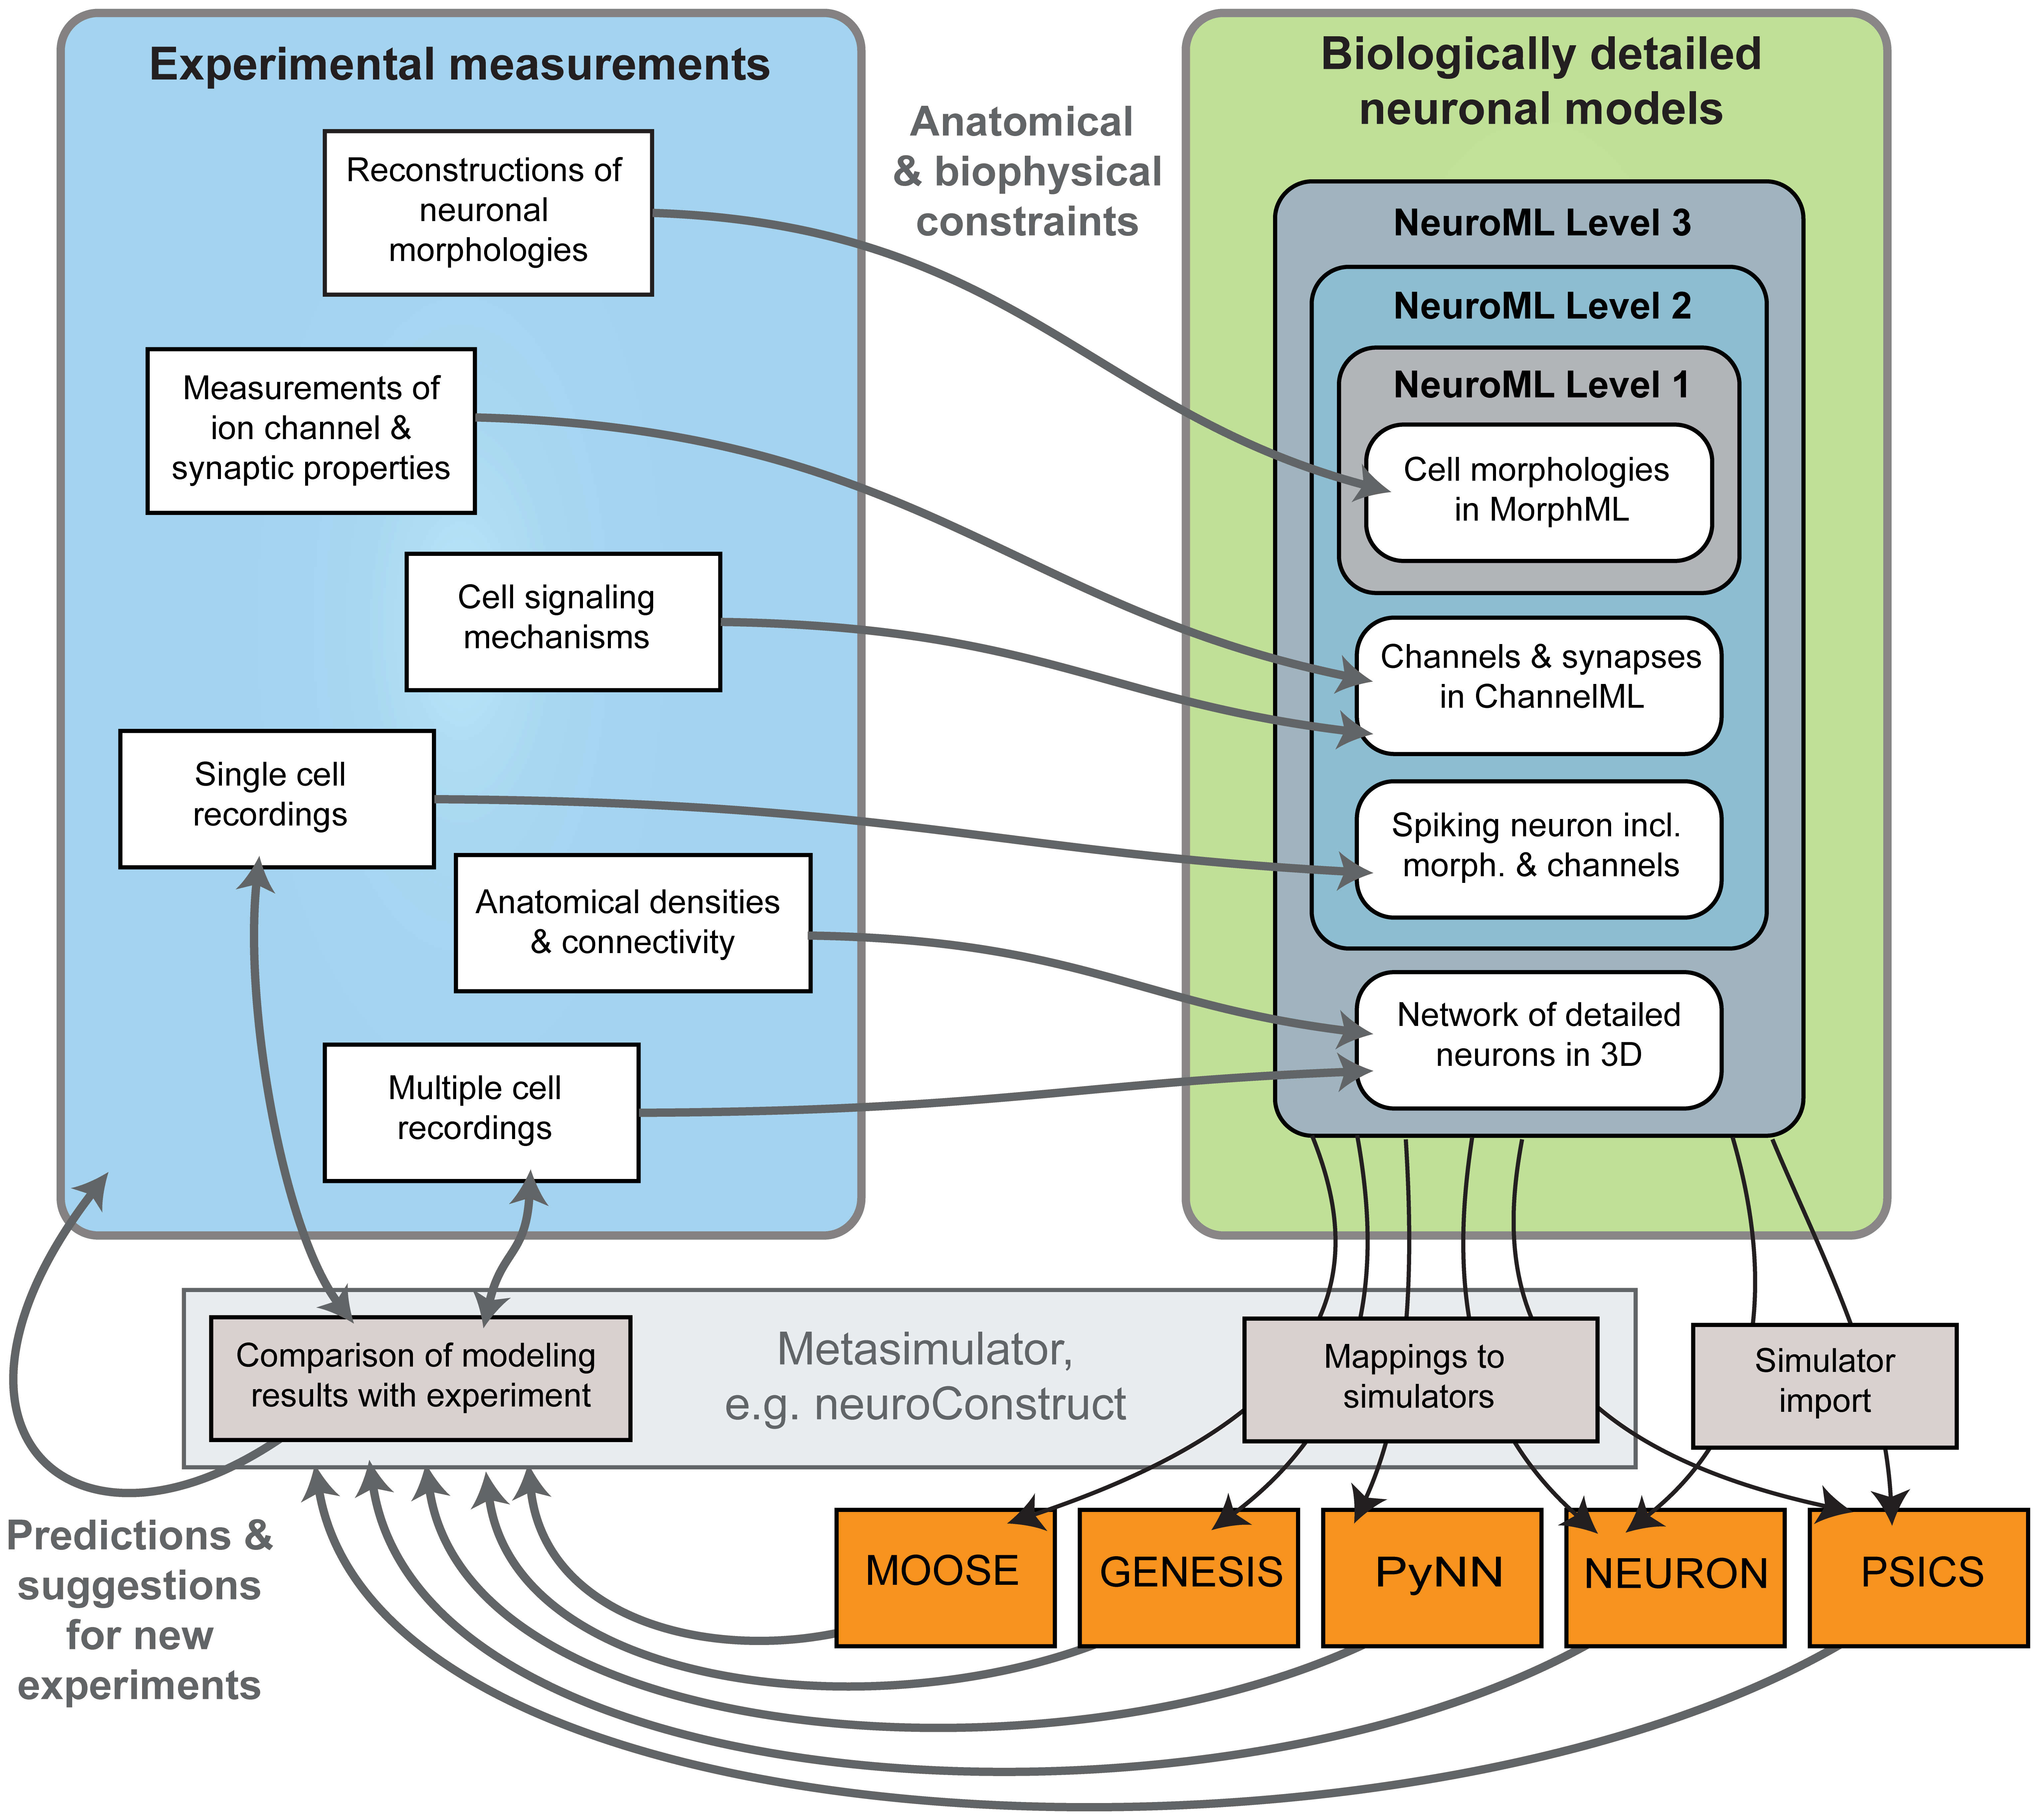 Experimental measurements
Reconstructions of
neuronal
morphologies
Measurements of
ion channel &
synaptic properties
Cell signaling
mechanisms
Single cell
recordings
Anatomical densities
& connectivity
Multiple cell
recordings
Anatomical
& biophysical
constraints
Biologically detailed
neuronal models
NeuroML Level 3
NeuroML Level 2
NeuroML Level 1
Cell morphologies
in MorphML
Channels & synapses
in ChannelML
Spiking neuron incl.
morph. & channels
Network of detailed
neurons in 3D
Comparison of modeling
results with experiment
Metasimulator,
e.g. neuroConstruct
Mappings to
simulators
Simulator
import
Predictions &
suggestions
for new
experiments
MOOSE
GENESIS
PyNN
NEURON
PSICS